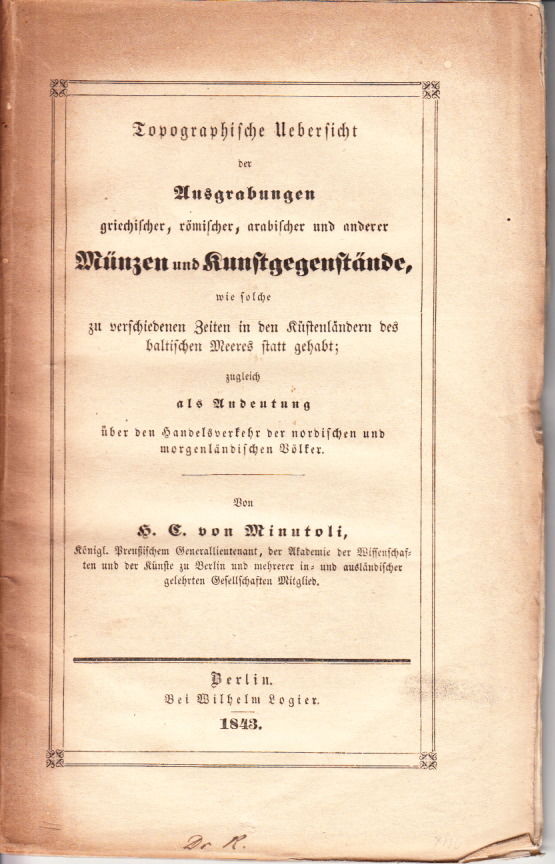 Topographische Uebersicht
der
Ausgrabungen
griechischer, römischer, arabischer und anderer
Münzen und Kunstgegenstände,
wie solche
zu verschiedenen Zeiten in den Küstenländern des
baltischen Meeres statt gehabt;
zugleich
als Andeutung
über den Handelsverkehr der nordischen und
morgenländischen Völker.
Von
H. C. von Minutoli,
Königl. Preußischem Generallieutenant, der Akademie der Wissenschaf-
ten und der Künste zu Berlin und mehrerer in- und ausländischer
gelehrten Gesellschaften Mitglied.
Berlin.
Bei Wilhelm Logier.
1843.
Dr. R.